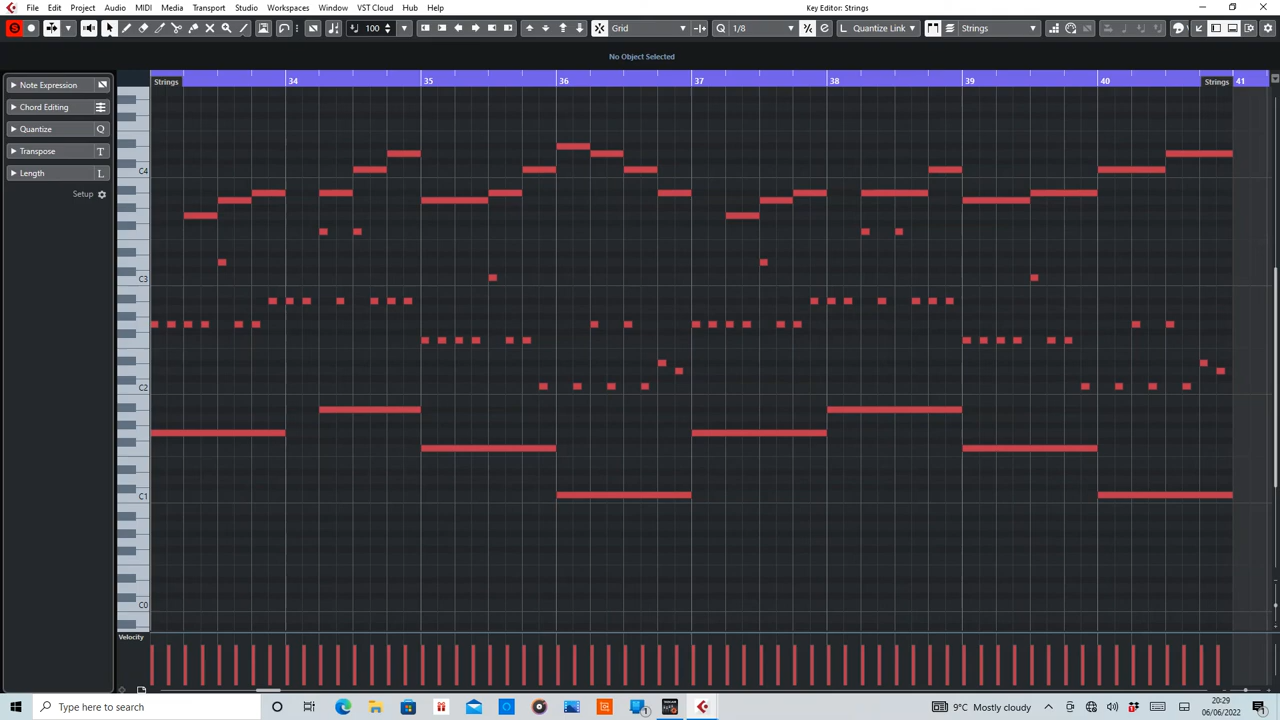 File Edit Project Audio MIDI Media Transport Studio Workspaces Window VST Cloud Hub Help Key Editor: Strings
S 100 Grid Q 1/8 Quantize Link Strings
No Object Selected
Strings 34 35 36 37 38 39 40 Strings 41
Note Expression
Chord Editing
Quantize Q
Transpose T
Length L
Setup
C4
C3
C2
C1
C0
Velocity
Type here to search
1
9°C Mostly cloudy
20:29
06/06/2022
1